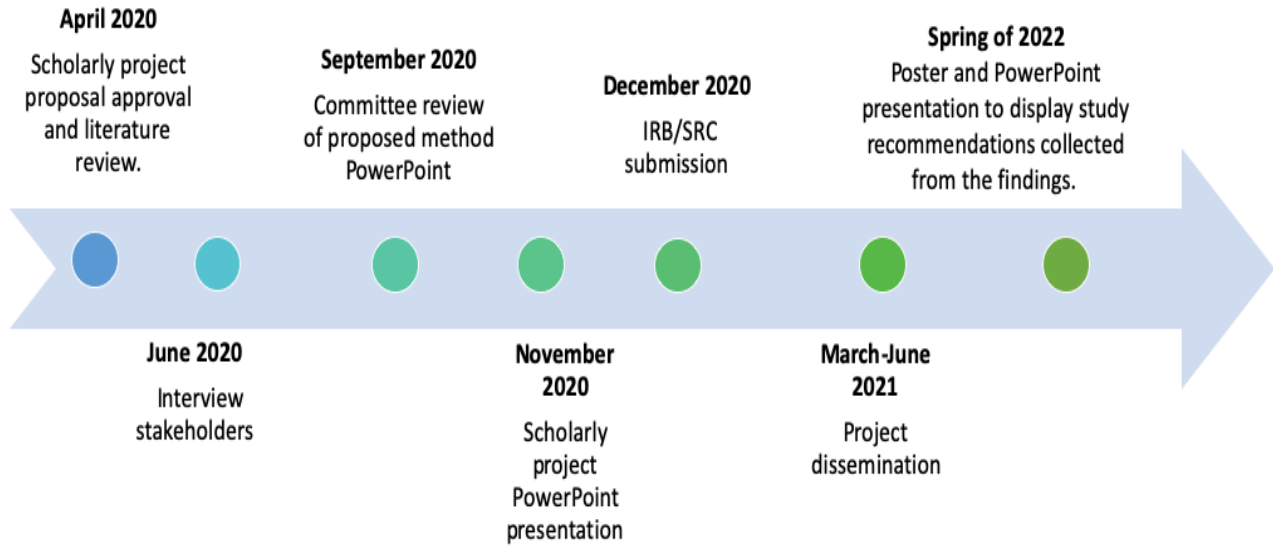 April 2020
Scholarly project
proposal approval
and literature
review.
June 2020
Interview
stakeholders
September 2020
Committee review
of proposed method
PowerPoint
November
2020
Scholarly
project
PowerPoint
presentation
December 2020
IRB/SRC
submission
March-June
2021
Project
dissemination
Spring of 2022
Poster and PowerPoint
presentation to display study
recommendations collected
from the findings.